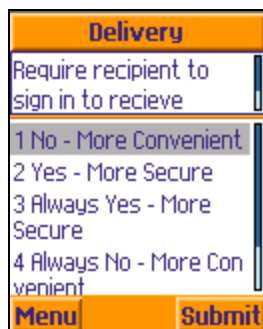 Delivery
Require recipient to
sign in to recieve
1 No - More Convenient
2 Yes - More Secure
3 Always Yes - More
Secure
4 Always No - More Con
venient
Menu Submit